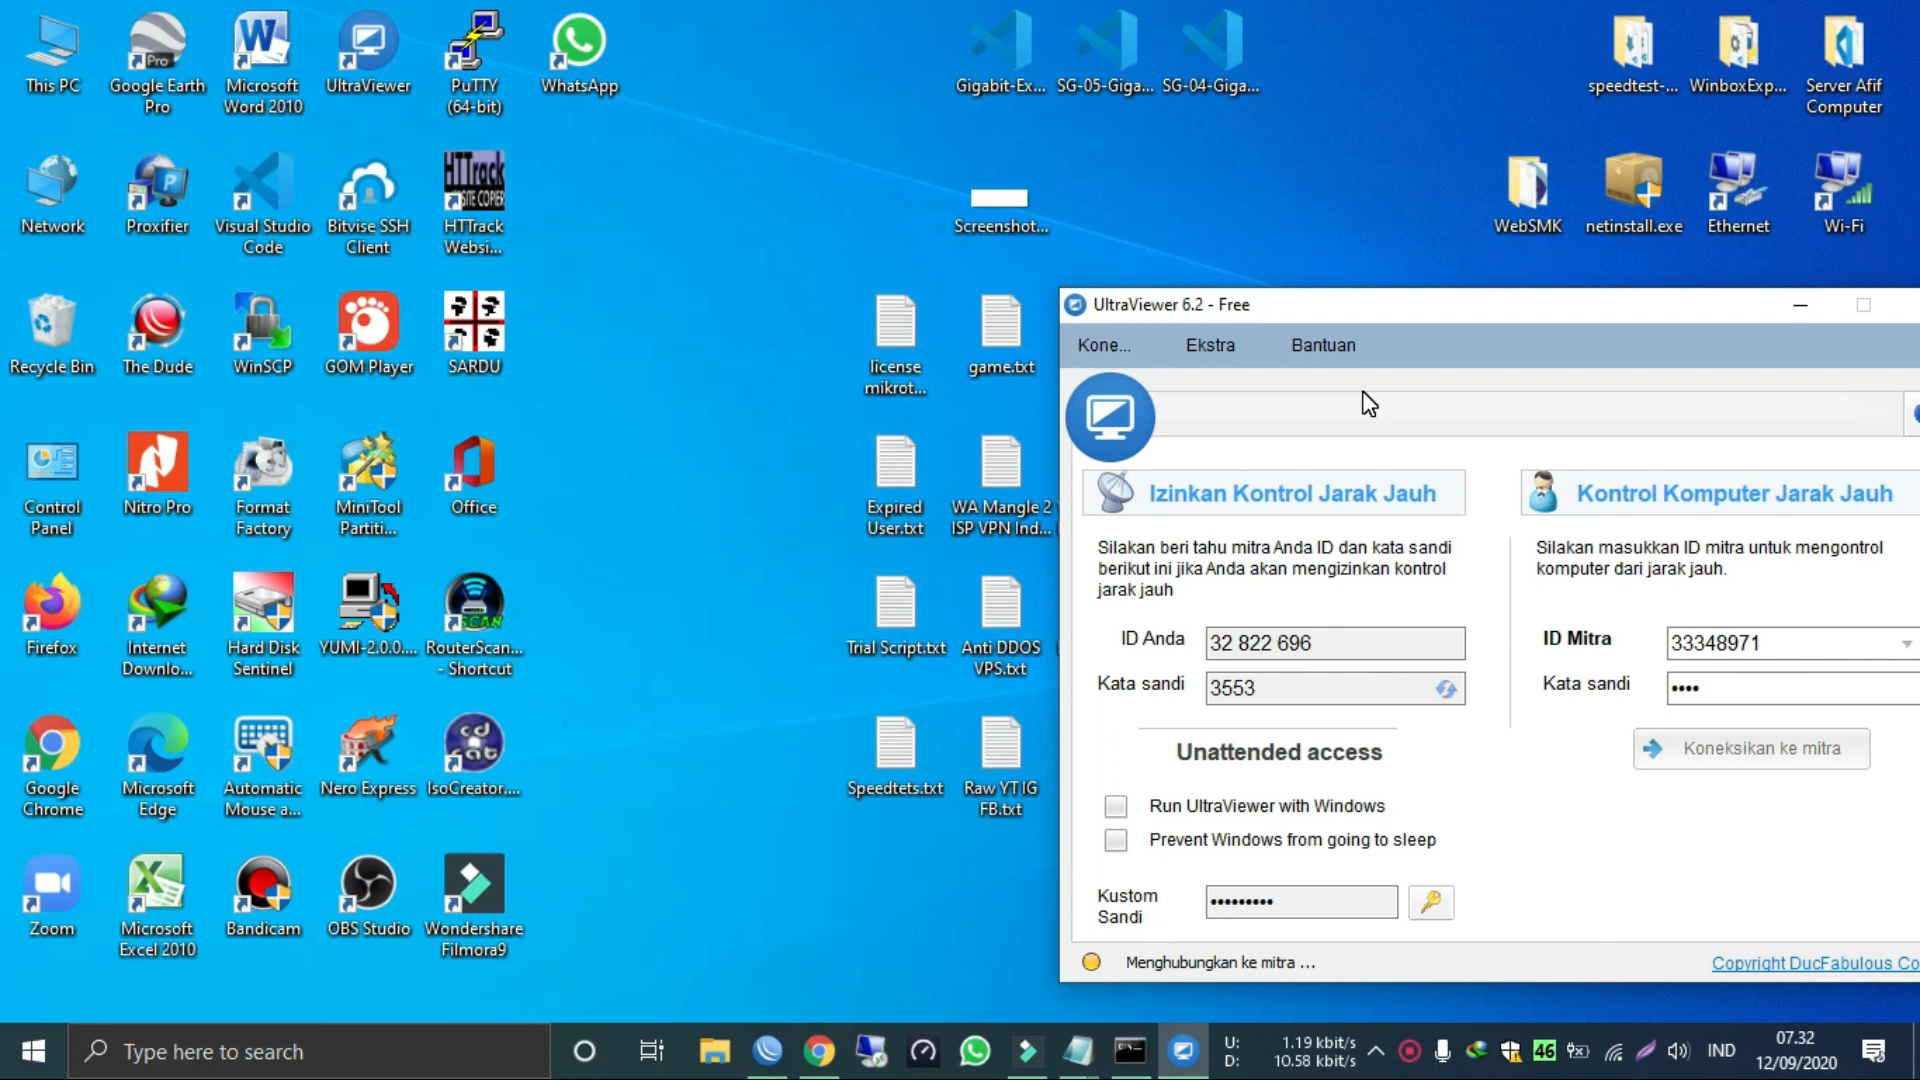 This PC
Google Earth
Pro
Microsoft
Word 2010
UltraViewer
PuTTY
(64-bit)
WhatsApp
Gigabit-Ex...
SG-05-Giga...
SG-04-Giga...
speedtest-...
WinboxExp...
Server Afif
Computer
Network
Proxifier
Visual Studio
Code
Bitvise SSH
Client
HTTrack
Websi...
Screenshot...
WebSMK
netinstall.exe
Ethernet
Wi-Fi
Recycle Bin
The Dude
WinSCP
GOM Player
SARDU
license
mikrot...
game.txt
Control
Panel
Nitro Pro
Format
Factory
MiniTool
Partiti...
Office
Expired
User.txt
WA Mangle 2
ISP VPN Ind...
Firefox
Internet
Downlo...
Hard Disk
Sentinel
YUMI-2.0.0....
RouterScan...
- Shortcut
Trial Script.txt
Anti DDOS
VPS.txt
Google
Chrome
Microsoft
Edge
Automatic
Mouse a...
Nero Express
IsoCreator....
Speedtets.txt
Raw YT IG
FB.txt
Zoom
Microsoft
Excel 2010
Bandicam
OBS Studio
Wondershare
Filmora9
UltraViewer 6.2 - Free
Kone... Ekstra Bantuan
Izinkan Kontrol Jarak Jauh
Silakan beri tahu mitra Anda ID dan kata sandi
berikut ini jika Anda akan mengizinkan kontrol
jarak jauh
ID Anda 32 822 696
Kata sandi 3553
Unattended access
Run UltraViewer with Windows
Prevent Windows from going to sleep
Kustom
Sandi •••••••••
Kontrol Komputer Jarak Jauh
Silakan masukkan ID mitra untuk mengontrol
komputer dari jarak jauh.
ID Mitra 33348971
Kata sandi ••••
Koneksikan ke mitra
Menghubungkan ke mitra ...
Copyright DucFabulous Co
Type here to search
U: 1.19 kbit/s
D: 10.58 kbit/s
46
IND
07.32
12/09/2020